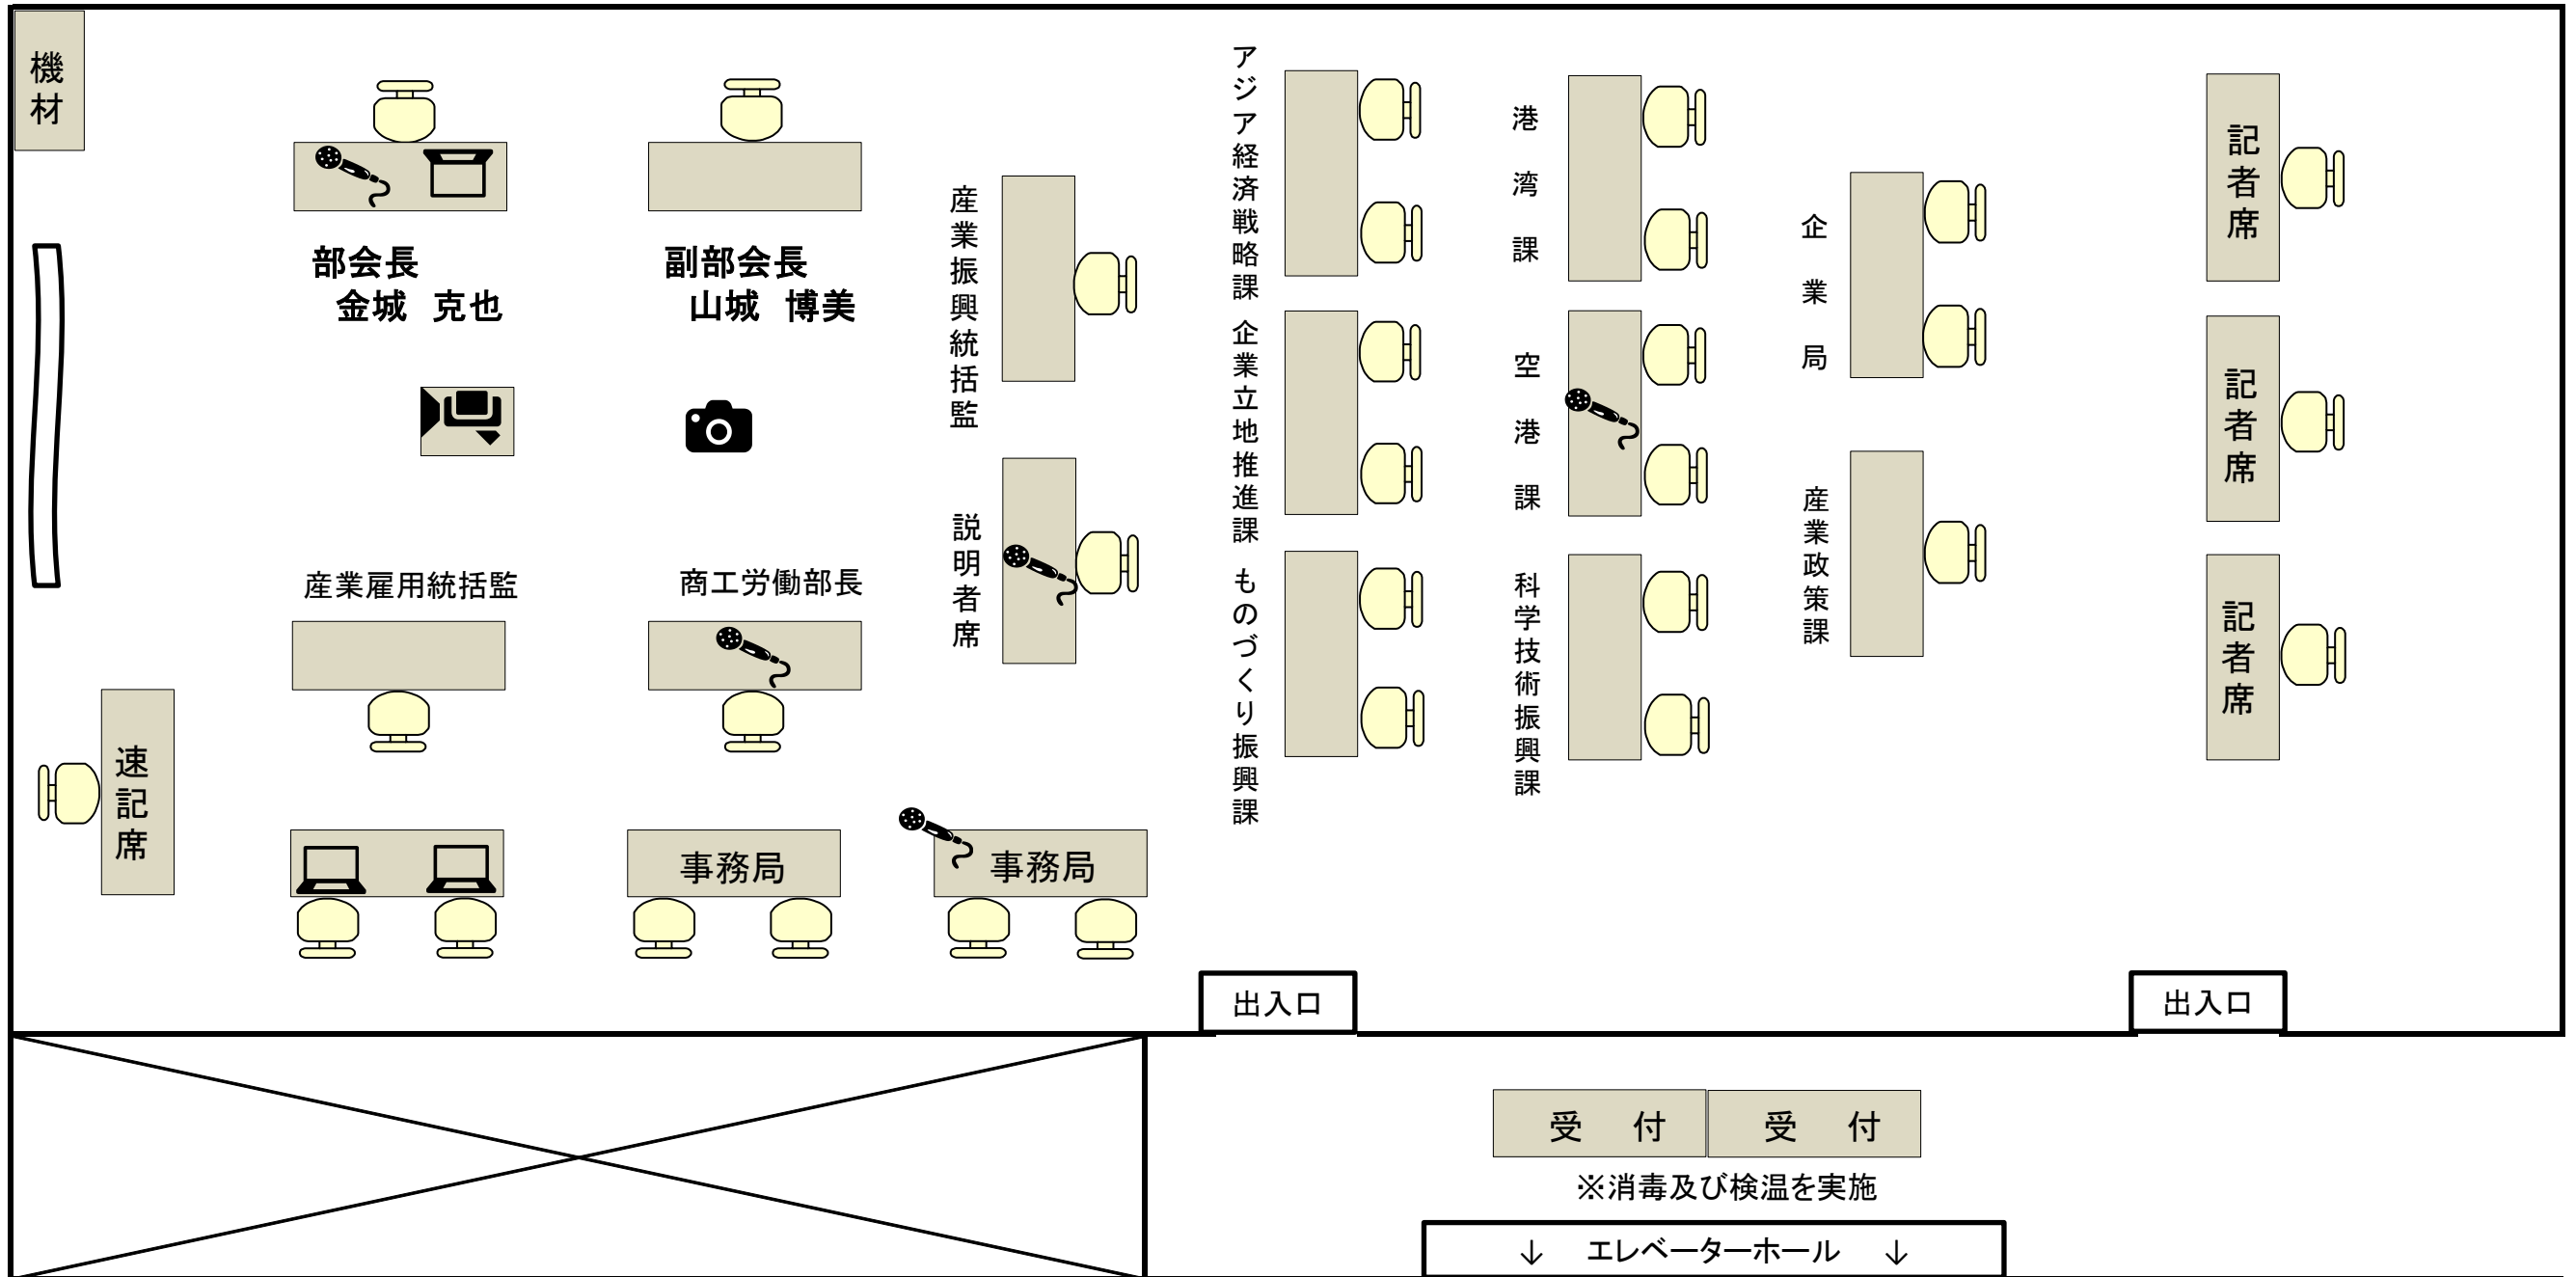 機材
部会長
金城　克也
副部会長
山城　博美
産業振興統括監
説明者席
産業雇用統括監
商工労働部長
速記席
事務局
事務局
アジア経済戦略課
企業立地推進課
ものづくり振興課
港湾課
空港課
科学技術振興課
企業局
産業政策課
記者席
記者席
記者席
出入口
出入口
受　付
受　付
※消毒及び検温を実施
↓　エレベーターホール　↓